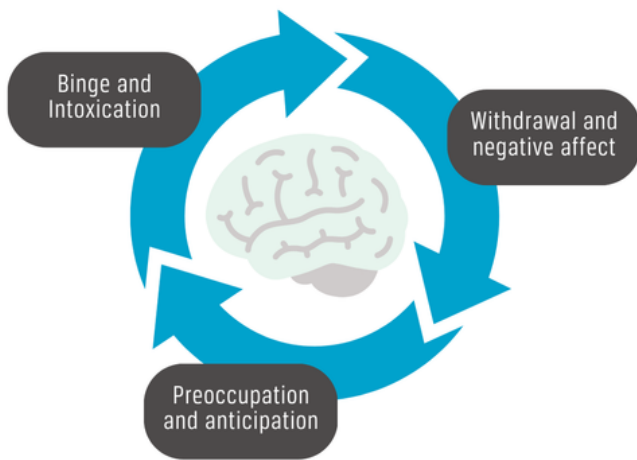 Binge and
Intoxication
Withdrawal and
negative affect
Preoccupation
and anticipation